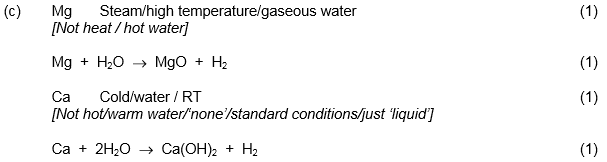 (c) Mg Steam/high temperature/gaseous water (1)
[Not heat / hot water]
Mg + H₂O → MgO + H₂ (1)
Ca Cold/water / RT (1)
[Not hot/warm water/'none'/standard conditions/just 'liquid']
Ca + 2H₂O → Ca(OH)₂ + H₂ (1)